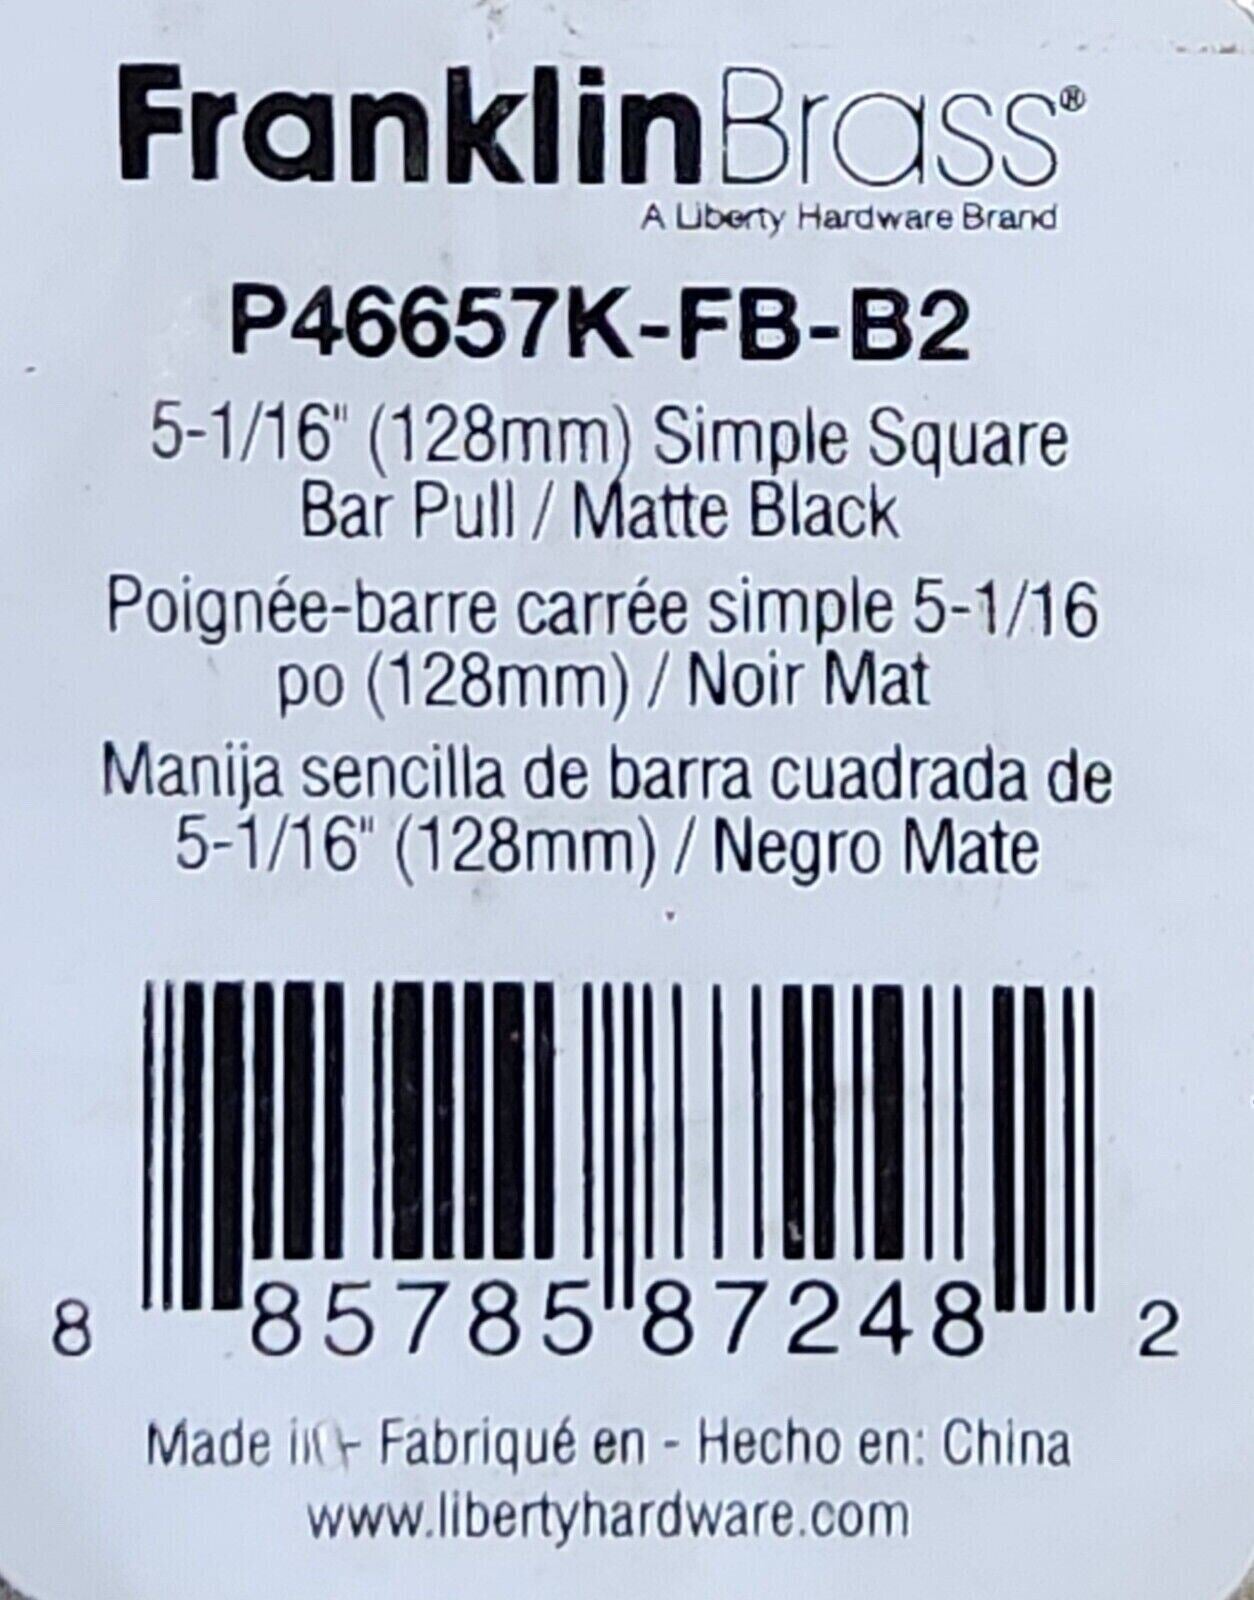 FranklinBrass®
A Liberty Hardware Brand
P46657K-FB-B2
5-1/16" (128mm) Simple Square
Bar Pull / Matte Black
Poignée-barre carrée simple 5-1/16
po (128mm) / Noir Mat
Manija sencilla de barra cuadrada de
5-1/16" (128mm) / Negro Mate
8 85785 87248 2
Made in - Fabriqué en - Hecho en: China
www.libertyhardware.com